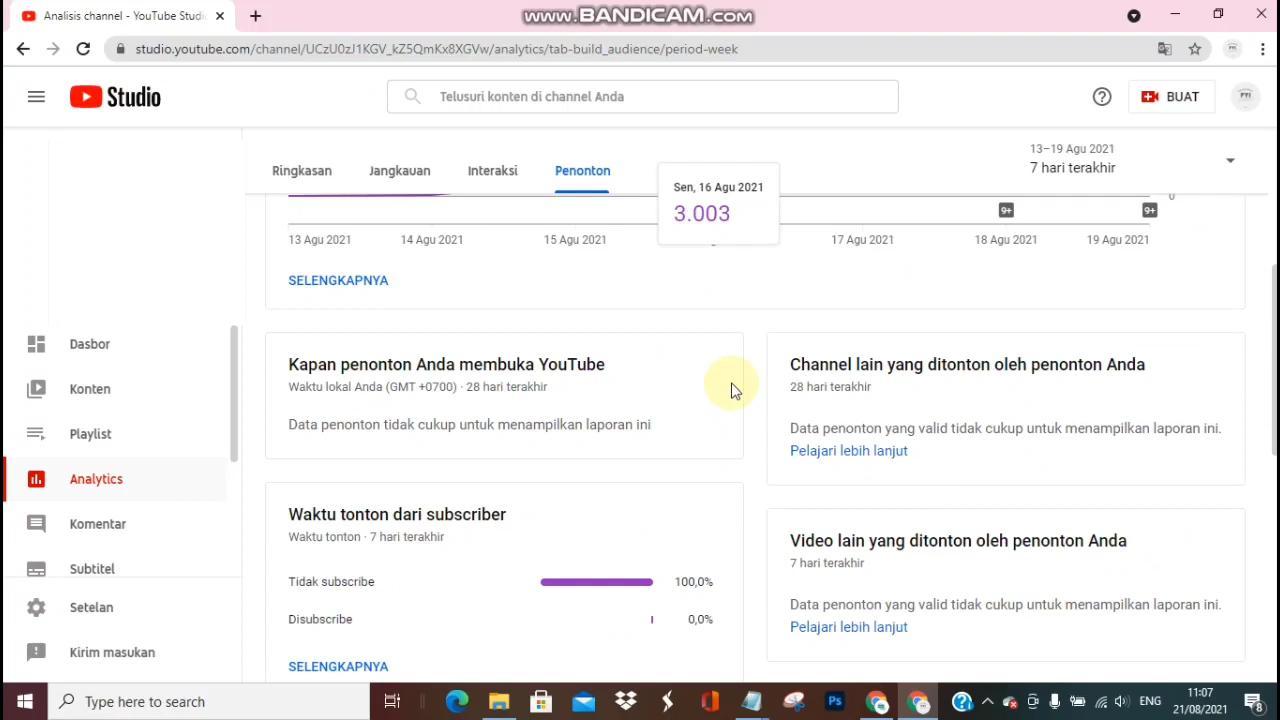 www.BANDICAM.com
Analisis channel - YouTube Studio
studio.youtube.com/channel/UCzU0zJ1KGV_kZ5QmKx8XGVw/analytics/tab-build_audience/period-week
Studio
Telusuri konten di channel Anda
BUAT
Ringkasan
Jangkauan
Interaksi
Penonton
13–19 Agu 2021
7 hari terakhir
Sen, 16 Agu 2021
3.003
0
9+
9+
13 Agu 2021
14 Agu 2021
15 Agu 2021
17 Agu 2021
18 Agu 2021
19 Agu 2021
SELENGKAPNYA
Dasbor
Konten
Playlist
Analytics
Komentar
Subtitel
Setelan
Kirim masukan
Kapan penonton Anda membuka YouTube
Waktu lokal Anda (GMT +0700) · 28 hari terakhir
Data penonton tidak cukup untuk menampilkan laporan ini
Channel lain yang ditonton oleh penonton Anda
28 hari terakhir
Data penonton yang valid tidak cukup untuk menampilkan laporan ini.
Pelajari lebih lanjut
Waktu tonton dari subscriber
Waktu tonton · 7 hari terakhir
Tidak subscribe 100,0%
Disubscribe 0,0%
SELENGKAPNYA
Video lain yang ditonton oleh penonton Anda
7 hari terakhir
Data penonton yang valid tidak cukup untuk menampilkan laporan ini.
Pelajari lebih lanjut
Type here to search
Ps
ENG
11:07
21/08/2021
8